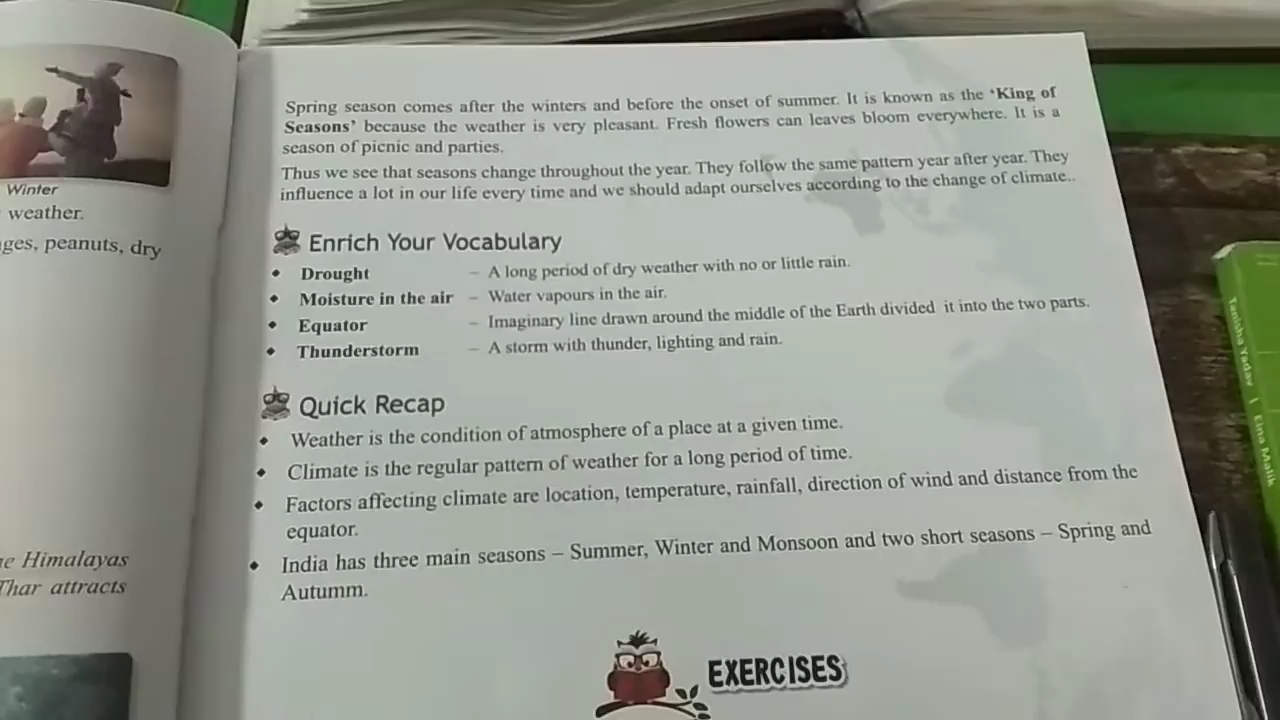 Winter
weather.
ges, peanuts, dry
Himalayas
Thar attracts
Spring season comes after the winters and before the onset of summer. It is known as the ‘King of
Seasons’ because the weather is very pleasant. Fresh flowers can leaves bloom everywhere. It is a
season of picnic and parties.
Thus we see that seasons change throughout the year. They follow the same pattern year after year. They
influence a lot in our life every time and we should adapt ourselves according to the change of climate..
Enrich Your Vocabulary
• Drought – A long period of dry weather with no or little rain.
• Moisture in the air – Water vapours in the air.
• Equator – Imaginary line drawn around the middle of the Earth divided it into the two parts.
• Thunderstorm – A storm with thunder, lighting and rain.
Quick Recap
• Weather is the condition of atmosphere of a place at a given time.
• Climate is the regular pattern of weather for a long period of time.
• Factors affecting climate are location, temperature, rainfall, direction of wind and distance from the
equator.
• India has three main seasons – Summer, Winter and Monsoon and two short seasons – Spring and
Autumm.
EXERCISES
Tanisha Yadav | Eina Malik